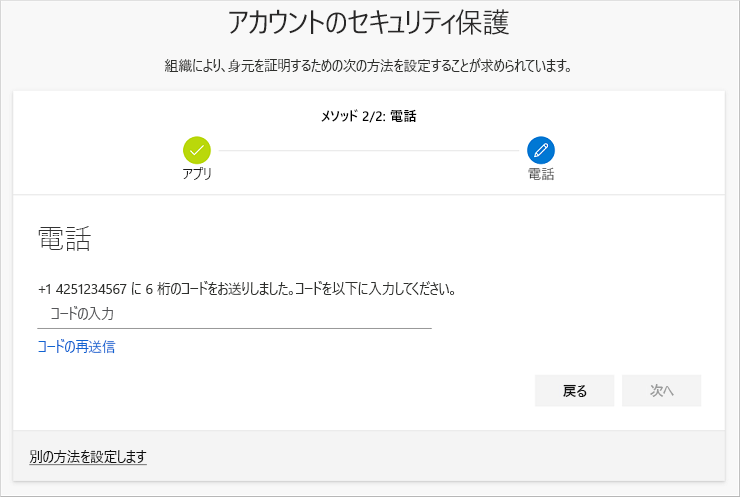 アカウントのセキュリティ保護
組織により、身元を証明するための次の方法を設定することが求められています。
メソッド 2/2: 電話
アプリ
電話
電話
+1 4251234567 に 6 桁のコードをお送りしました。コードを以下に入力してください。
コードの入力
コードの再送信
戻る
次へ
別の方法を設定します